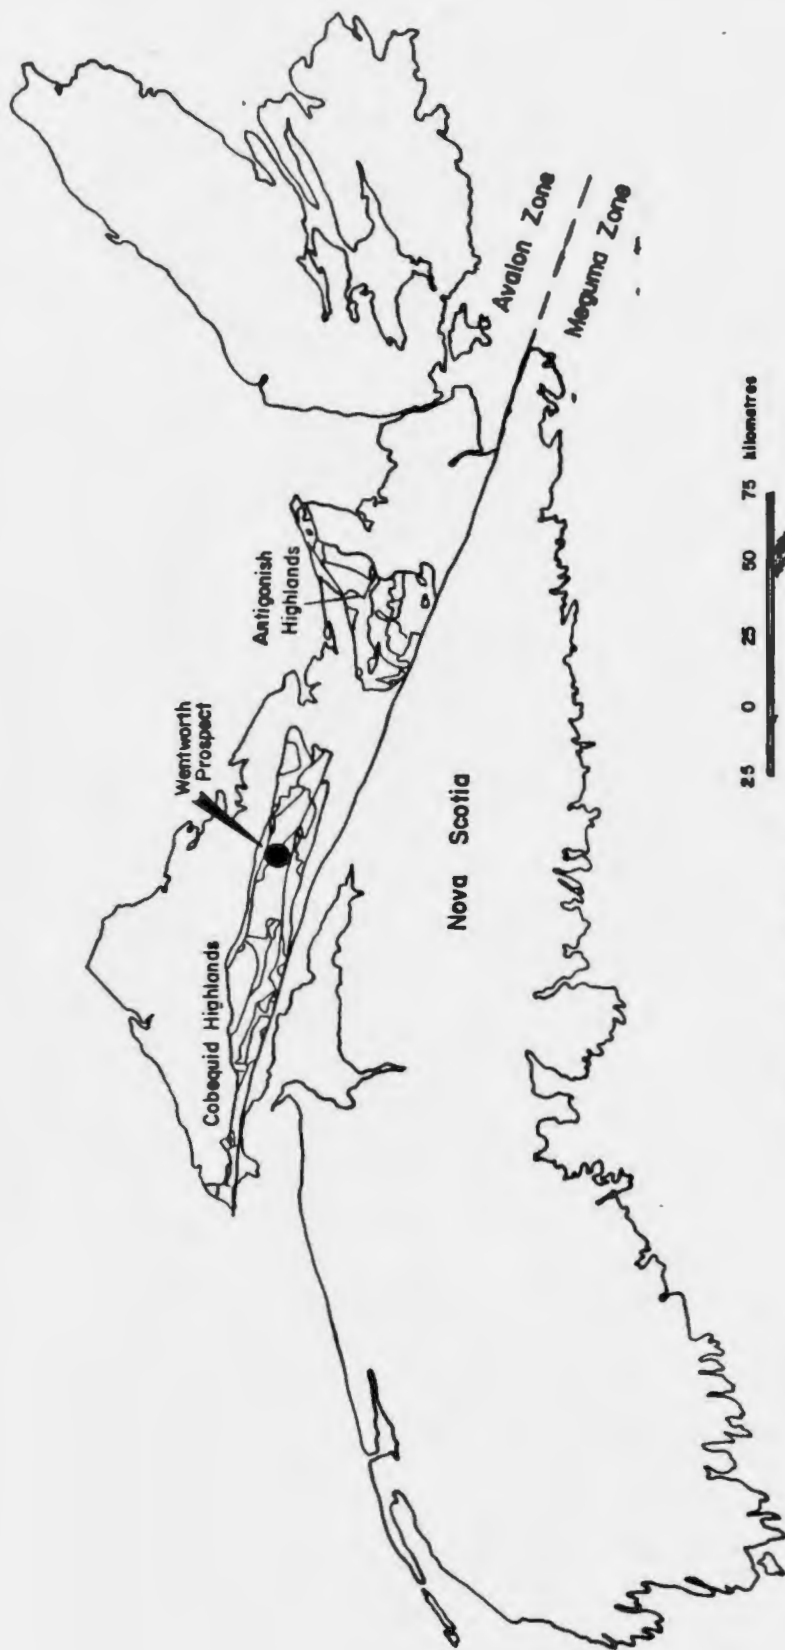 Wentworth
Prospect
Antigonish
Highlands
Cobequid Highlands
Avalon Zone
Meguma Zone
Nova Scotia
25 0 25 50 75 kilometres